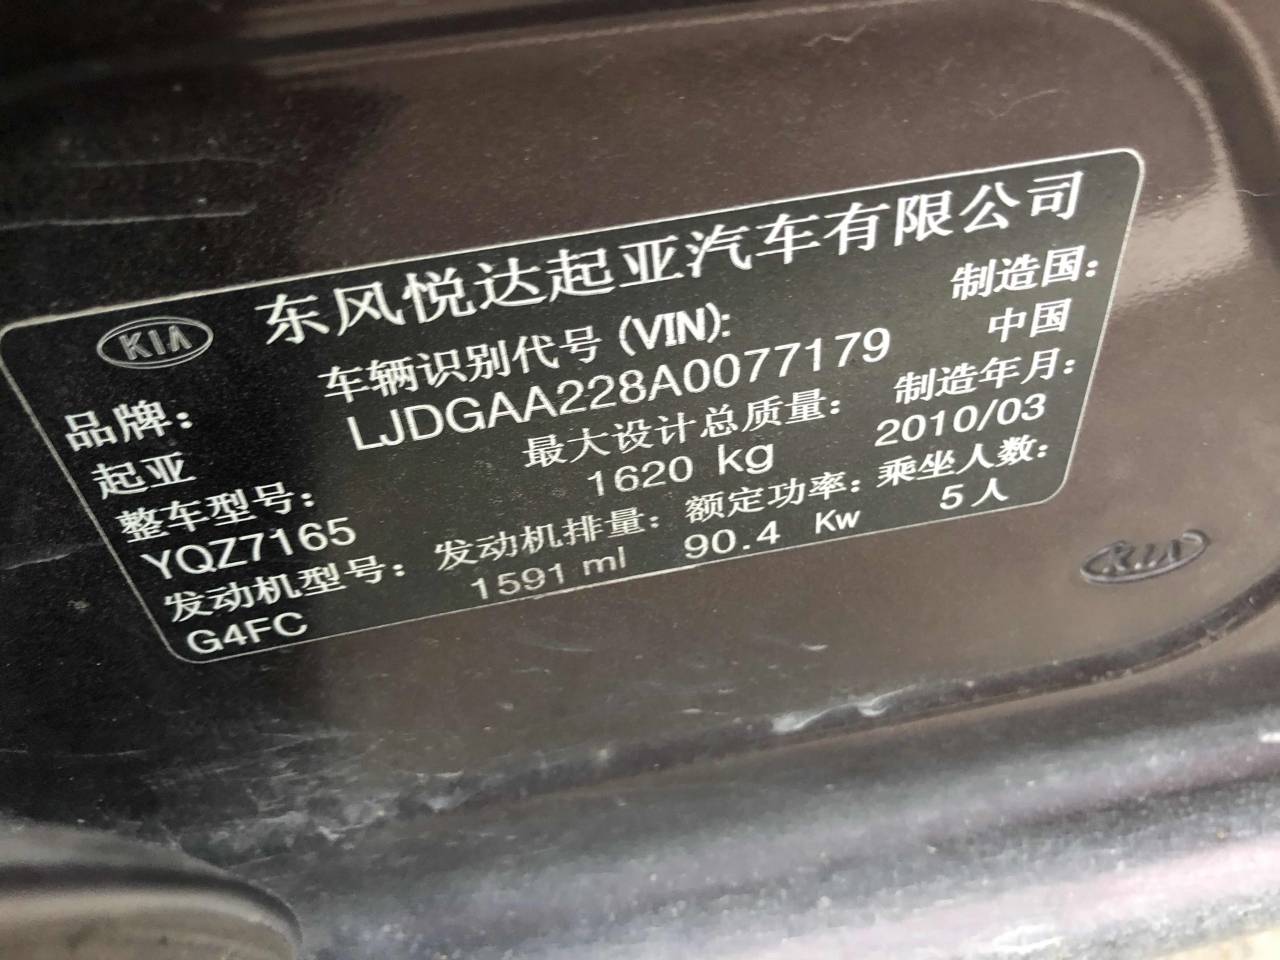 KIA
东风悦达起亚汽车有限公司
品牌：
起亚
车辆识别代号 (VIN):
LJDGAA228A0077179
制造国：
中国
整车型号：
YQZ7165
最大设计总质量：
1620 kg
制造年月：
2010/03
发动机型号：
G4FC
发动机排量：
1591 ml
额定功率：
90.4 Kw
乘坐人数：
5人
KIA